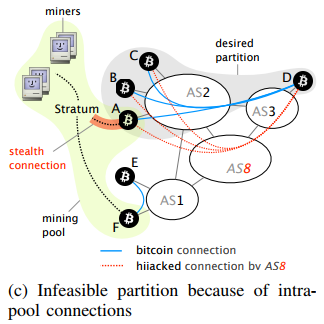 miners
C
desired
partition
B
D
AS2
Stratum
A
AS3
stealth
connection
AS8
E
mining
pool
AS1
F
bitcoin connection
hijacked connection by AS8
(c) Infeasible partition because of intra-
pool connections